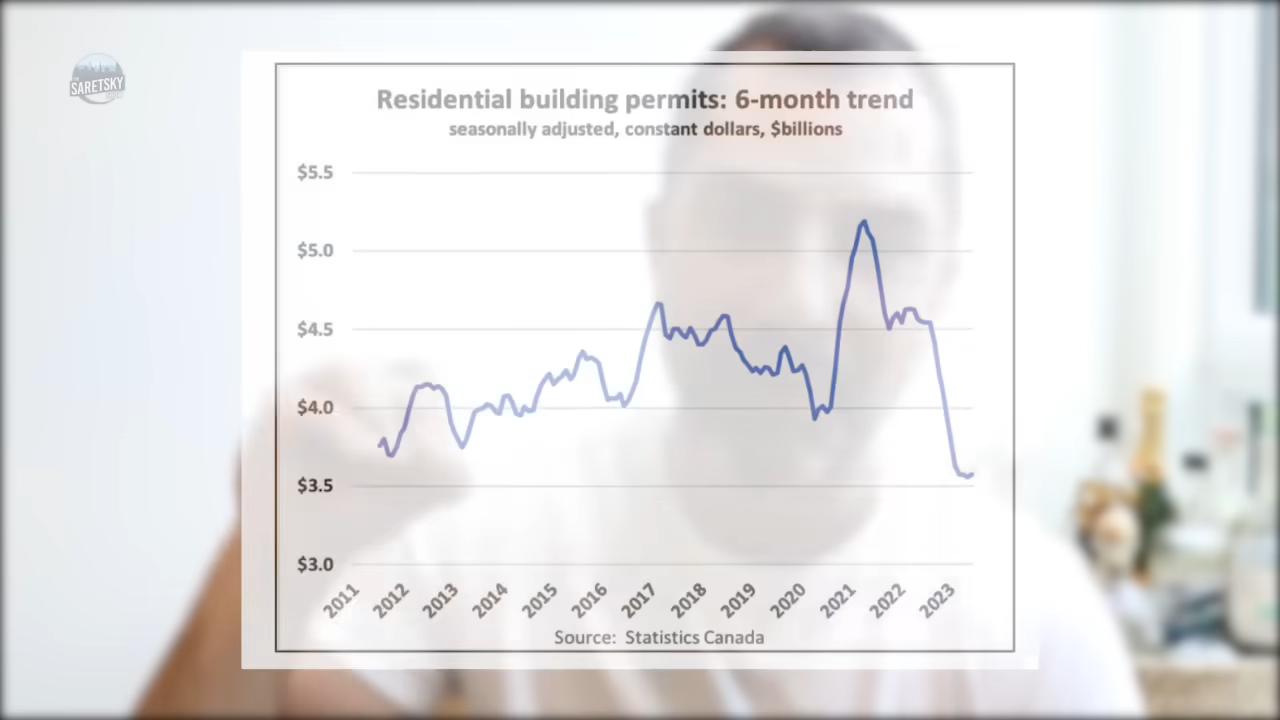 SARETSKY
Residential building permits: 6-month trend
seasonally adjusted, constant dollars, $billions
$5.5
$5.0
$4.5
$4.0
$3.5
$3.0
2011 2012 2013 2014 2015 2016 2017 2018 2019 2020 2021 2022 2023
Source: Statistics Canada